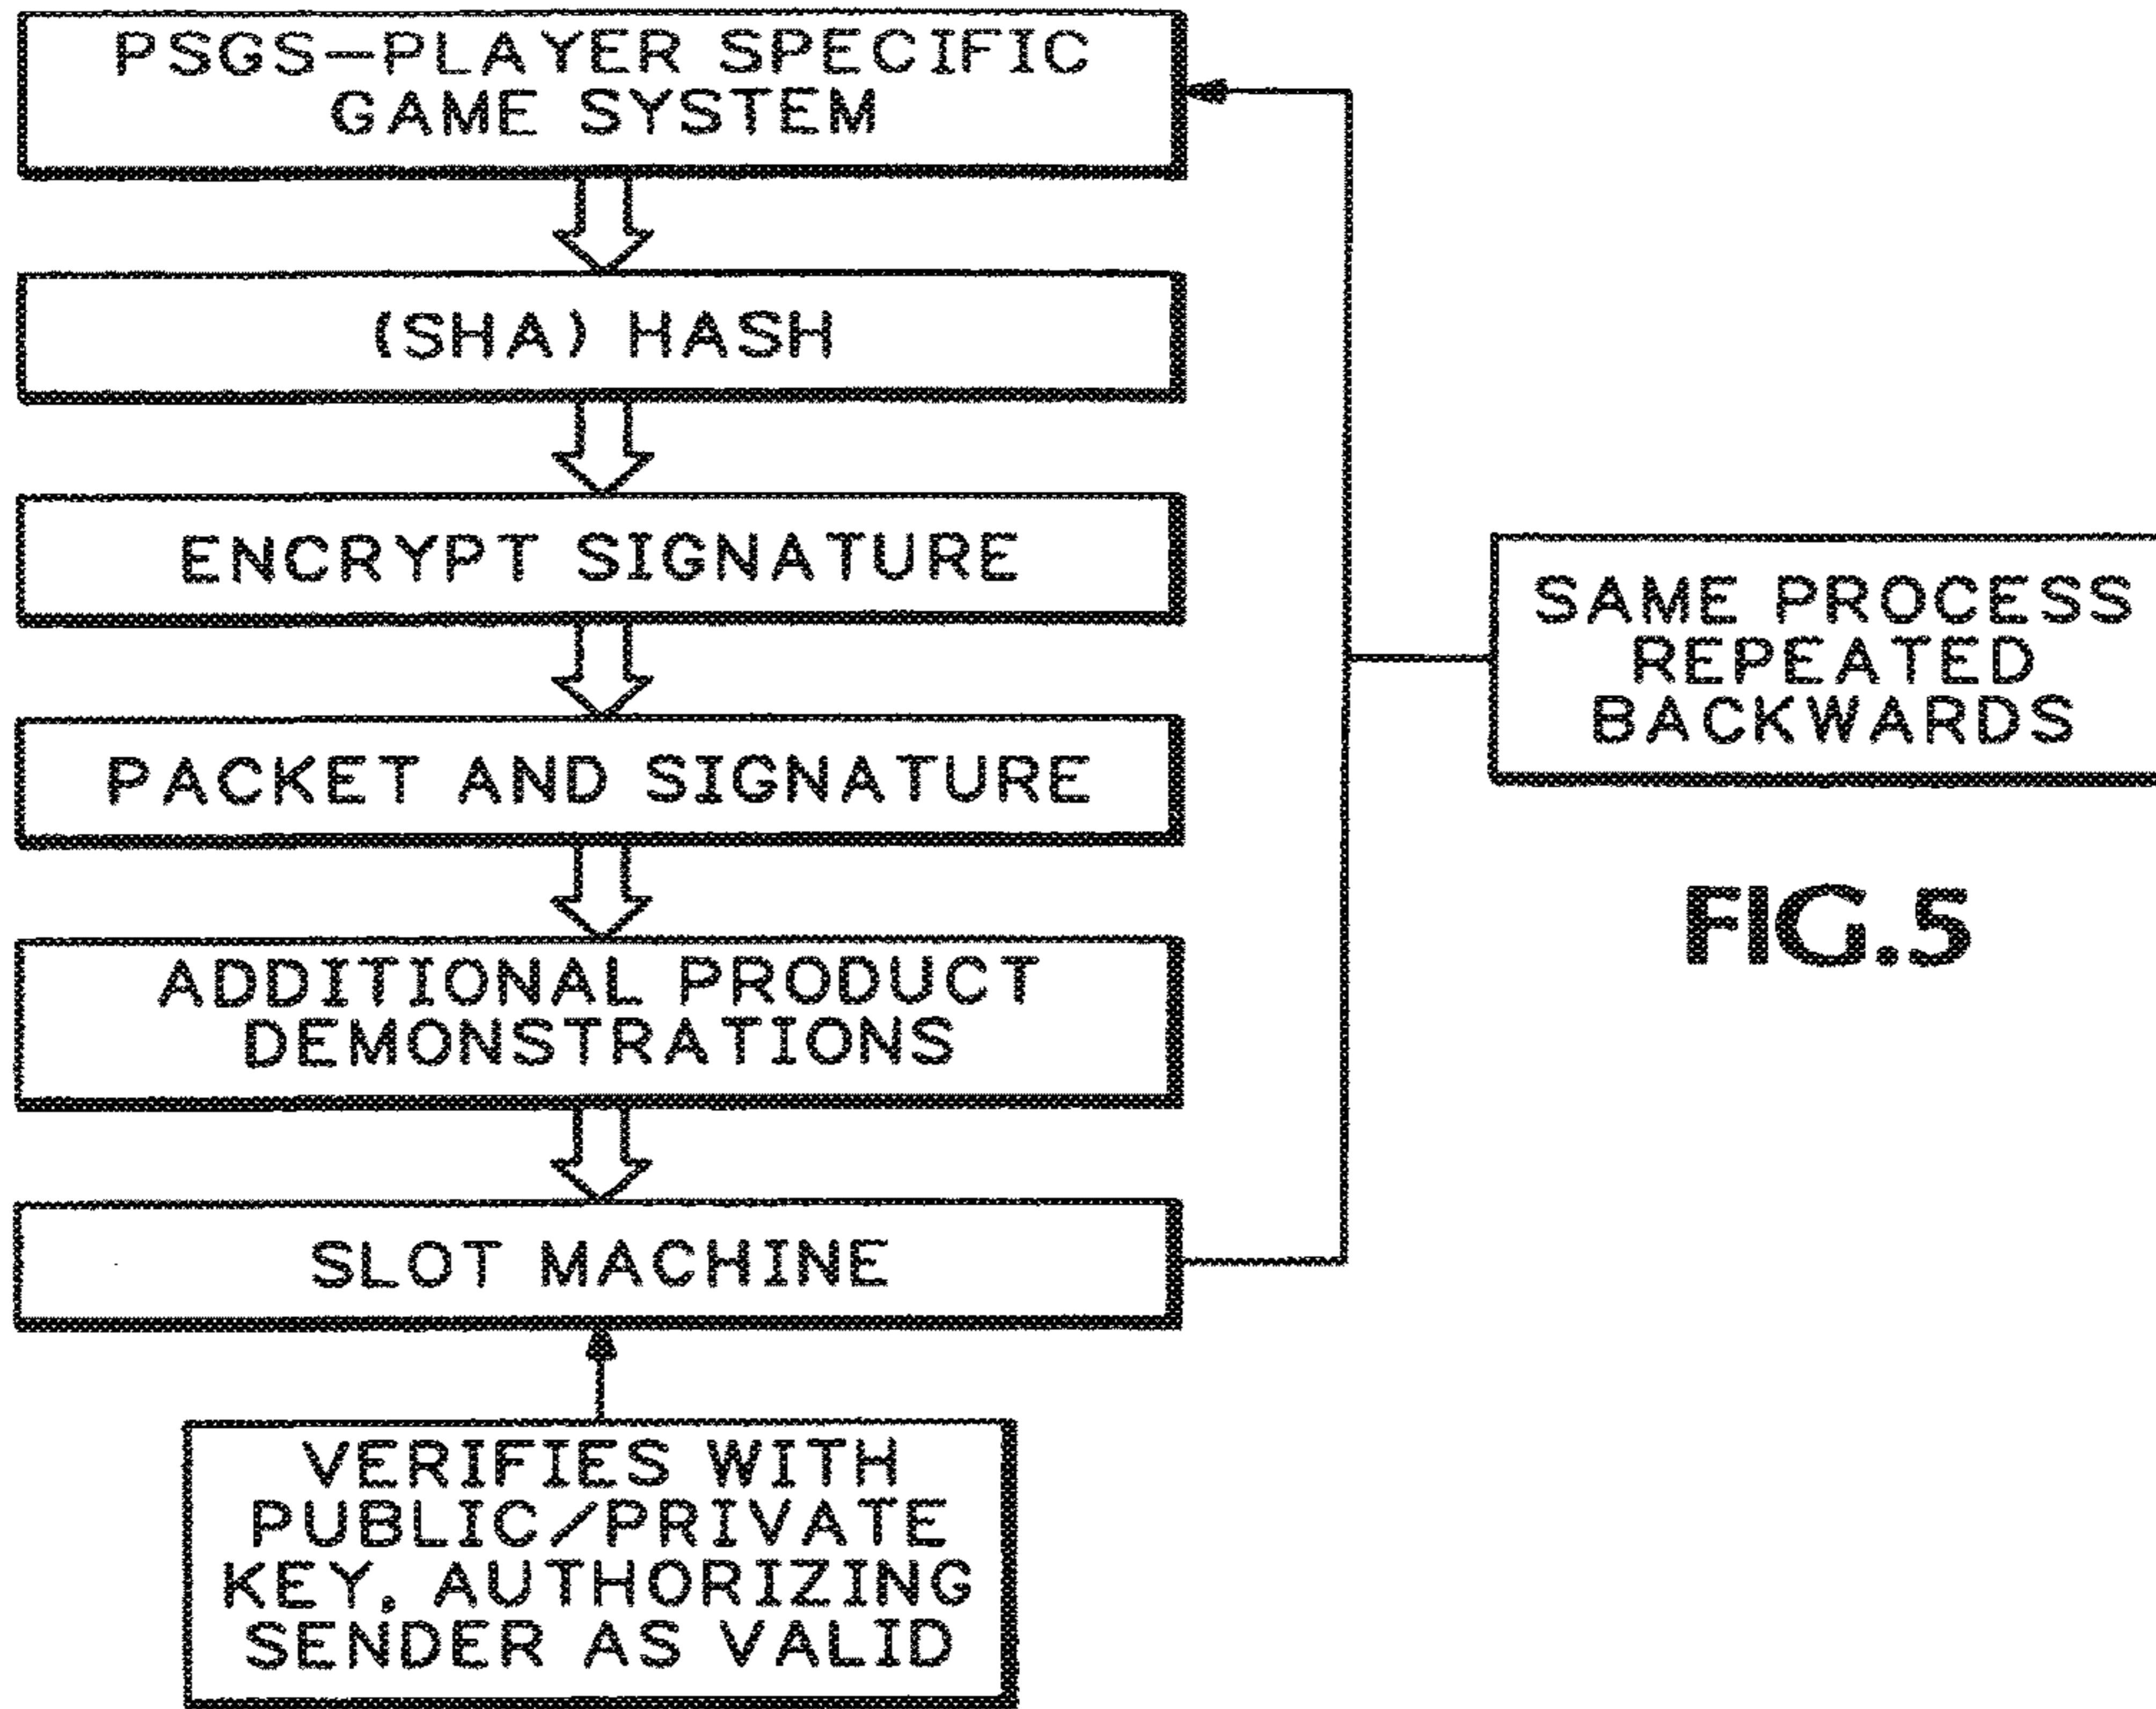 PSGS-PLAYER SPECIFIC
GAME SYSTEM
(SHA) HASH
ENCRYPT SIGNATURE
PACKET AND SIGNATURE
ADDITIONAL PRODUCT
DEMONSTRATIONS
SLOT MACHINE
VERIFIES WITH
PUBLIC/PRIVATE
KEY, AUTHORIZING
SENDER AS VALID
SAME PROCESS
REPEATED
BACKWARDS
FIG.5